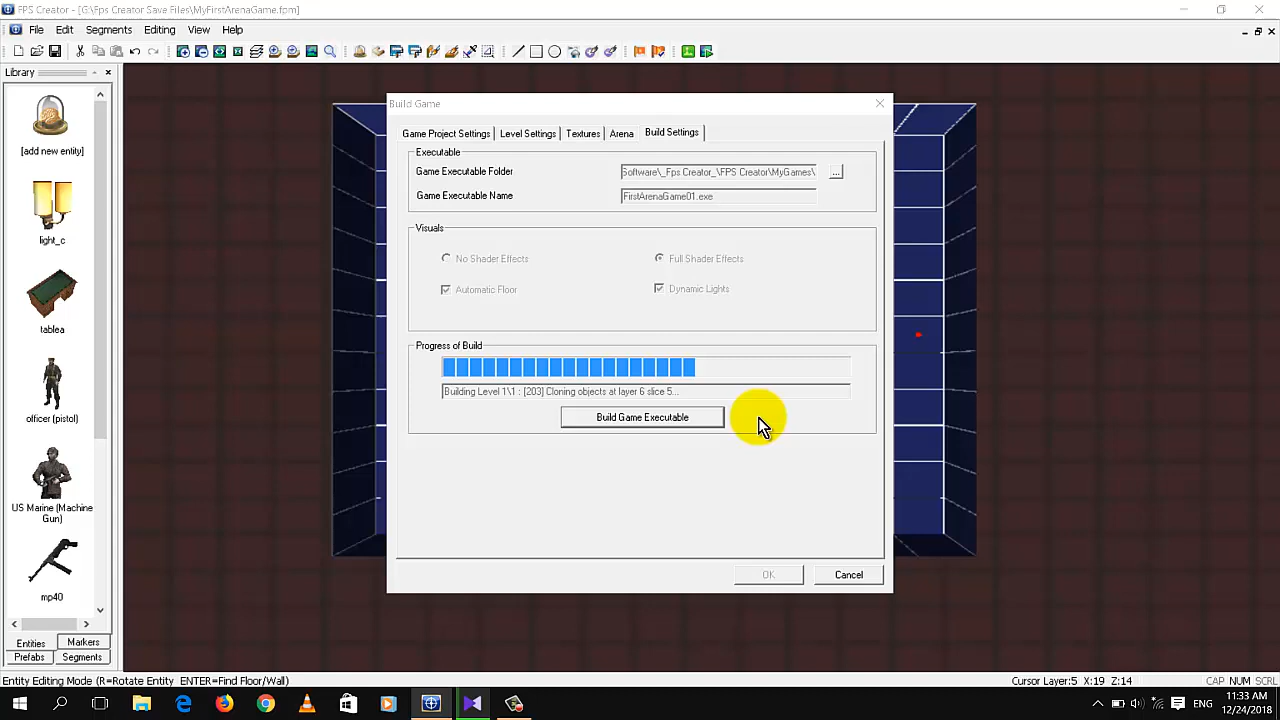 FPS Creator - [G:\Fps Creator Save Files\MyFirstArenaGame.fpm]
File Edit Segments Editing View Help
Library
[add new entity]
light_c
tablea
officer (pistol)
US Marine (Machine
Gun)
mp40
Entities Markers
Prefabs Segments
Build Game
Game Project Settings Level Settings Textures Arena Build Settings
Executable
Game Executable Folder Software\_Fps Creator_\FPS Creator\MyGames\ ...
Game Executable Name FirstArenaGame01.exe
Visuals
No Shader Effects Full Shader Effects
Automatic Floor Dynamic Lights
Progress of Build
Building Level 1\1 : [203] Cloning objects at layer 6 slice 5...
Build Game Executable
OK Cancel
Entity Editing Mode (R=Rotate Entity ENTER=Find Floor/Wall) Cursor Layer:5 X:19 Z:14 CAP NUM SCRL
ENG
11:33 AM
12/24/2018